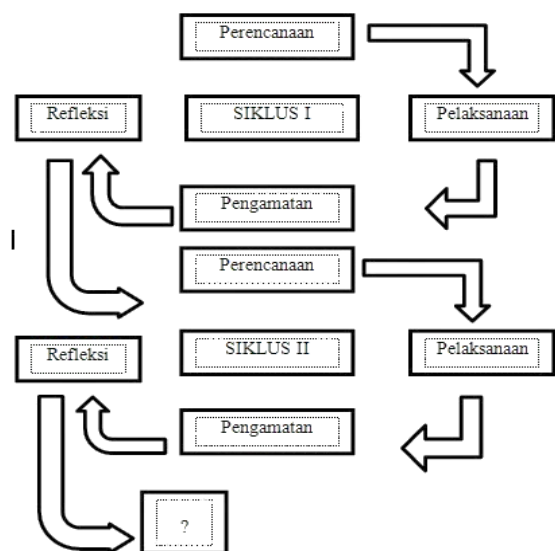 Perencanaan
Refleksi
SIKLUS I
Pelaksanaan
Pengamatan
Perencanaan
Refleksi
SIKLUS II
Pelaksanaan
Pengamatan
?